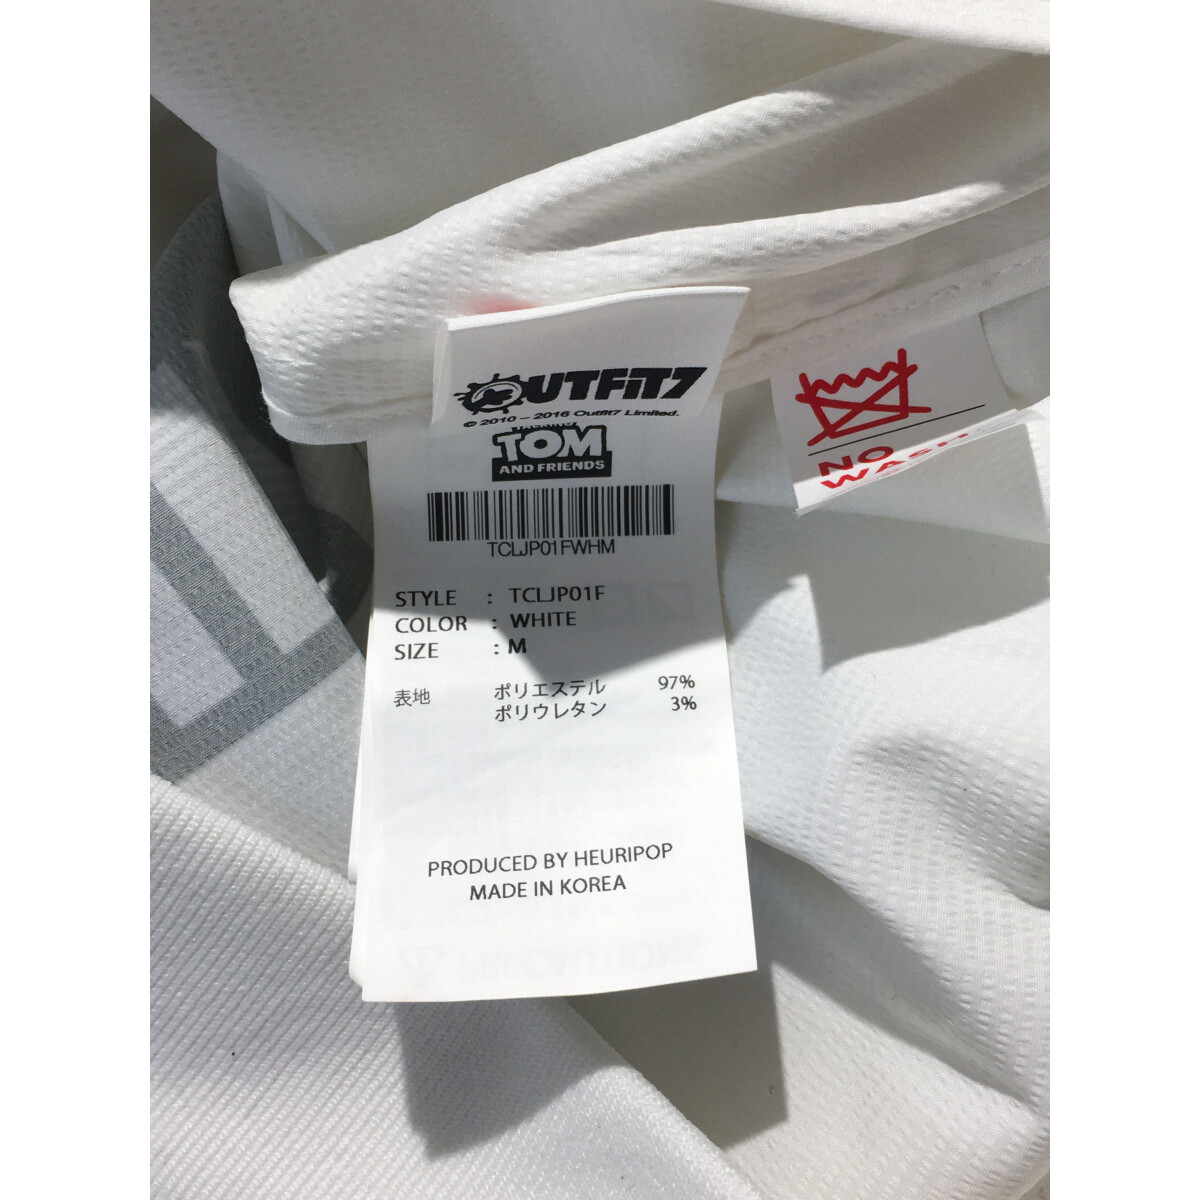 OUTFIT7
© 2010 – 2016 Outfit7 Limited.
TOM
AND FRIENDS
TCLJP01FWHM
STYLE : TCLJP01F
COLOR : WHITE
SIZE : M
表地 ポリエステル 97%
ポリウレタン 3%
PRODUCED BY HEURIPOP
MADE IN KOREA
NO
WASH